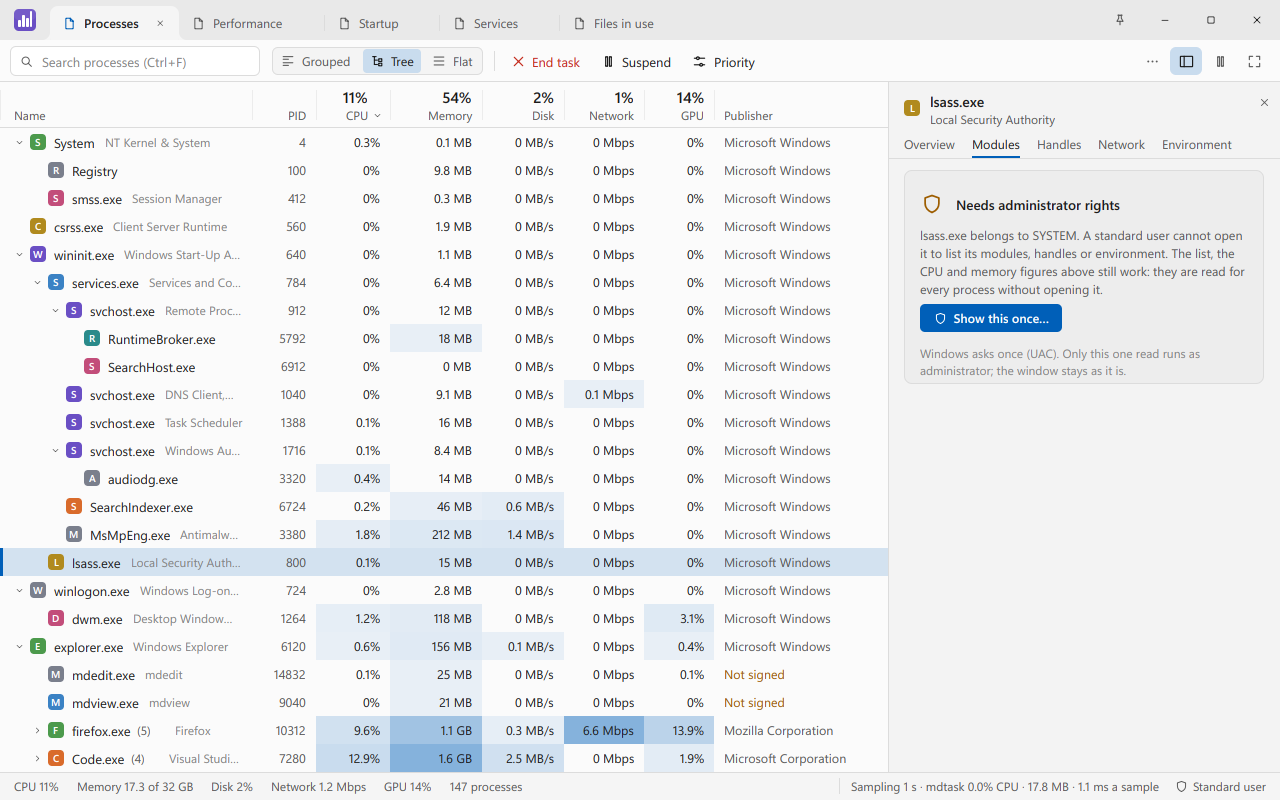 Processes
Performance
Startup
Services
Files in use
Search processes (Ctrl+F)
Grouped
Tree
Flat
End task
Suspend
Priority
11% 54% 2% 1% 14%
Name PID CPU Memory Disk Network GPU Publisher
S System NT Kernel & System 4 0.3% 0.1 MB 0 MB/s 0 Mbps 0% Microsoft Windows
R Registry 100 0% 9.8 MB 0 MB/s 0 Mbps 0% Microsoft Windows
S smss.exe Session Manager 412 0% 0.3 MB 0 MB/s 0 Mbps 0% Microsoft Windows
C csrss.exe Client Server Runtime 560 0% 1.9 MB 0 MB/s 0 Mbps 0% Microsoft Windows
W wininit.exe Windows Start-Up A... 640 0% 1.1 MB 0 MB/s 0 Mbps 0% Microsoft Windows
S services.exe Services and Co... 784 0% 6.4 MB 0 MB/s 0 Mbps 0% Microsoft Windows
S svchost.exe Remote Proc... 912 0% 12 MB 0 MB/s 0 Mbps 0% Microsoft Windows
R RuntimeBroker.exe 5792 0% 18 MB 0 MB/s 0 Mbps 0% Microsoft Windows
S SearchHost.exe 6912 0% 0 MB 0 MB/s 0 Mbps 0% Microsoft Windows
S svchost.exe DNS Client,... 1040 0% 9.1 MB 0 MB/s 0.1 Mbps 0% Microsoft Windows
S svchost.exe Task Scheduler 1388 0.1% 16 MB 0 MB/s 0 Mbps 0% Microsoft Windows
S svchost.exe Windows Au... 1716 0.1% 8.4 MB 0 MB/s 0 Mbps 0% Microsoft Windows
A audiodg.exe 3320 0.4% 14 MB 0 MB/s 0 Mbps 0% Microsoft Windows
S SearchIndexer.exe 6724 0.2% 46 MB 0.6 MB/s 0 Mbps 0% Microsoft Windows
M MsMpEng.exe Antimalw... 3380 1.8% 212 MB 1.4 MB/s 0 Mbps 0% Microsoft Windows
L lsass.exe Local Security Auth... 800 0.1% 15 MB 0 MB/s 0 Mbps 0% Microsoft Windows
W winlogon.exe Windows Log-on... 724 0% 2.8 MB 0 MB/s 0 Mbps 0% Microsoft Windows
D dwm.exe Desktop Window... 1264 1.2% 118 MB 0 MB/s 0 Mbps 3.1% Microsoft Windows
E explorer.exe Windows Explorer 6120 0.6% 156 MB 0.1 MB/s 0 Mbps 0.4% Microsoft Windows
M mdedit.exe mdedit 14832 0.1% 25 MB 0 MB/s 0 Mbps 0.1% Not signed
M mdview.exe mdview 9040 0% 21 MB 0 MB/s 0 Mbps 0% Not signed
F firefox.exe (5) Firefox 10312 9.6% 1.1 GB 0.3 MB/s 6.6 Mbps 13.9% Mozilla Corporation
C Code.exe (4) Visual Studi... 7280 12.9% 1.6 GB 2.5 MB/s 0 Mbps 1.9% Microsoft Corporation
L lsass.exe
Local Security Authority
Overview Modules Handles Network Environment
Needs administrator rights
lsass.exe belongs to SYSTEM. A standard user cannot open
it to list its modules, handles or environment. The list, the
CPU and memory figures above still work: they are read for
every process without opening it.
Show this once...
Windows asks once (UAC). Only this one read runs as
administrator; the window stays as it is.
CPU 11% Memory 17.3 of 32 GB Disk 2% Network 1.2 Mbps GPU 14% 147 processes
Sampling 1 s · mdtask 0.0% CPU · 17.8 MB · 1.1 ms a sample Standard user